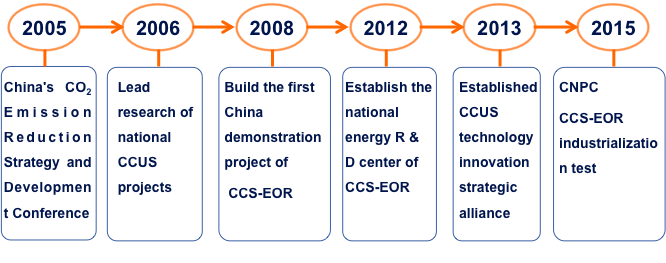 2005
2006
2008
2012
2013
2015
China's CO₂
Emission
Reduction
Strategy and
Developmen
t Conference
Lead
research of
national
CCUS
projects
Build the first
China
demonstration
project of
CCS-EOR
Establish the
national
energy R &
D center of
CCS-EOR
Established
CCUS
technology
innovation
strategic
alliance
CNPC
CCS-EOR
industrializatio
n test